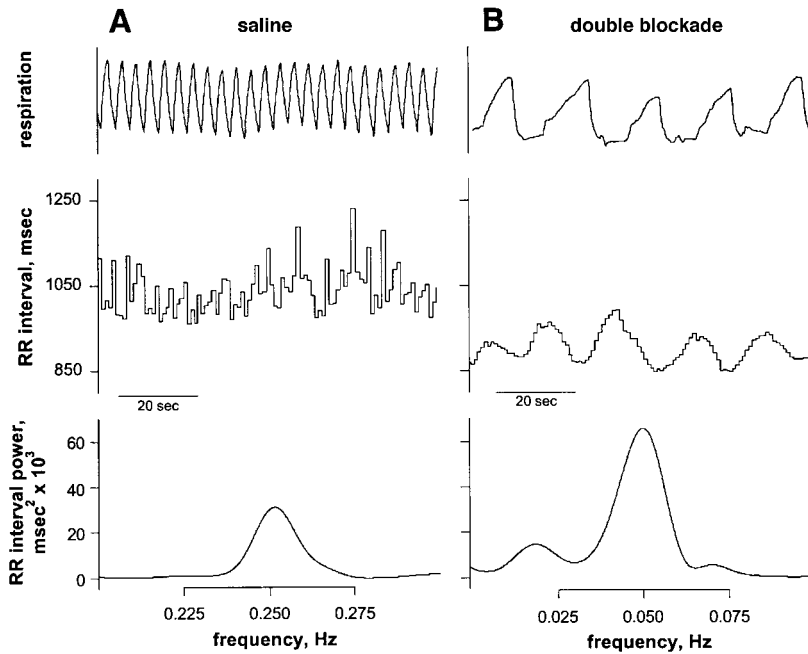 A saline
B double blockade
respiration
RR interval, msec
1250
1050
850
20 sec
20 sec
RR interval power,
msec² x 10³
60
40
20
0
0.225 0.250 0.275
0.025 0.050 0.075
frequency, Hz
frequency, Hz